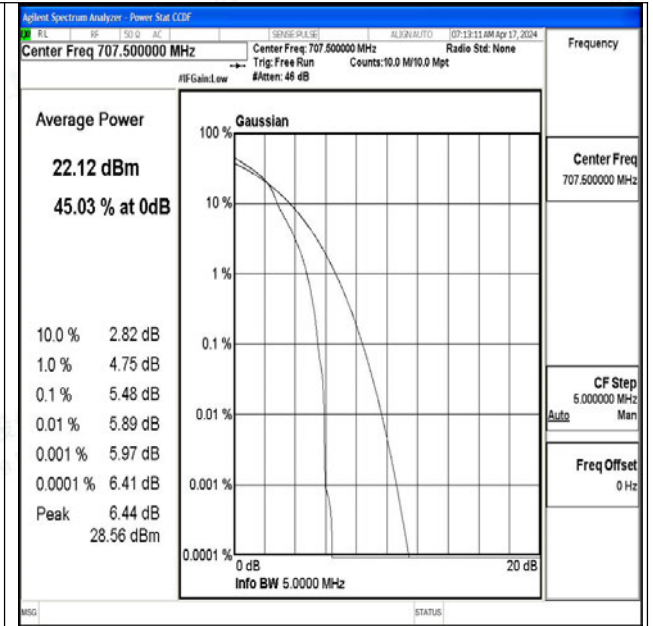 Agilent Spectrum Analyzer - Power Stat CCDF
RL RF 50 Ω AC SENSE:PULSE ALIGN AUTO 07:13:11 AM Apr 17, 2024
Center Freq 707.500000 MHz
Center Freq: 707.500000 MHz Radio Std: None
Trig: Free Run Counts:10.0 M/10.0 Mpt
#IFGain:Low #Atten: 46 dB
Frequency
Average Power
22.12 dBm
45.03 % at 0dB
10.0 % 2.82 dB
1.0 % 4.75 dB
0.1 % 5.48 dB
0.01 % 5.89 dB
0.001 % 5.97 dB
0.0001 % 6.41 dB
Peak 6.44 dB
28.56 dBm
Gaussian
100 %
10 %
1 %
0.1 %
0.01 %
0.001 %
0.0001 %
0 dB 20 dB
Info BW 5.0000 MHz
Center Freq
707.500000 MHz
CF Step
5.000000 MHz
Auto Man
Freq Offset
0 Hz
MSG STATUS